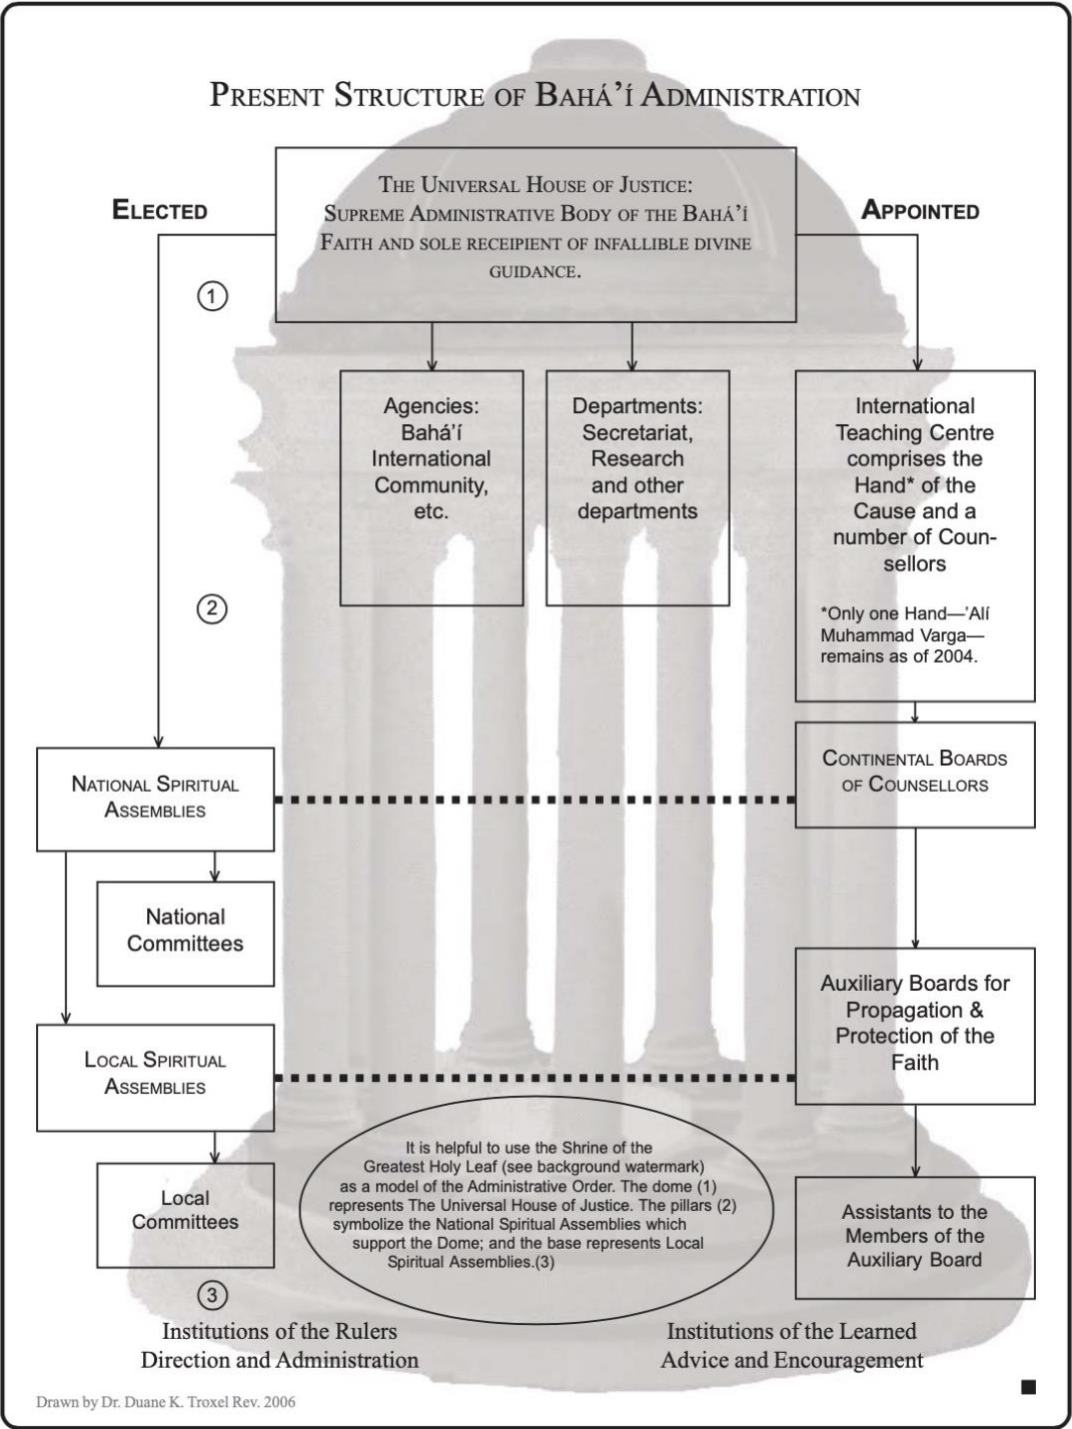 PRESENT STRUCTURE OF BAHÁ’Í ADMINISTRATION
THE UNIVERSAL HOUSE OF JUSTICE:
SUPREME ADMINISTRATIVE BODY OF THE BAHÁ’Í
FAITH AND SOLE RECEIPIENT OF INFALLIBLE DIVINE
GUIDANCE.
ELECTED
APPOINTED
1
Agencies:
Bahá’í
International
Community,
etc.
Departments:
Secretariat,
Research
and other
departments
International
Teaching Centre
comprises the
Hand* of the
Cause and a
number of Coun-
sellors
*Only one Hand—’Alí
Muhammad Varga—
remains as of 2004.
2
NATIONAL SPIRITUAL
ASSEMBLIES
CONTINENTAL BOARDS
OF COUNSELLORS
National
Committees
Auxiliary Boards for
Propagation &
Protection of the
Faith
LOCAL SPIRITUAL
ASSEMBLIES
Local
Committees
It is helpful to use the Shrine of the
Greatest Holy Leaf (see background watermark)
as a model of the Administrative Order. The dome (1)
represents The Universal House of Justice. The pillars (2)
symbolize the National Spiritual Assemblies which
support the Dome; and the base represents Local
Spiritual Assemblies.(3)
Assistants to the
Members of the
Auxiliary Board
3
Institutions of the Rulers
Direction and Administration
Institutions of the Learned
Advice and Encouragement
Drawn by Dr. Duane K. Troxel Rev. 2006